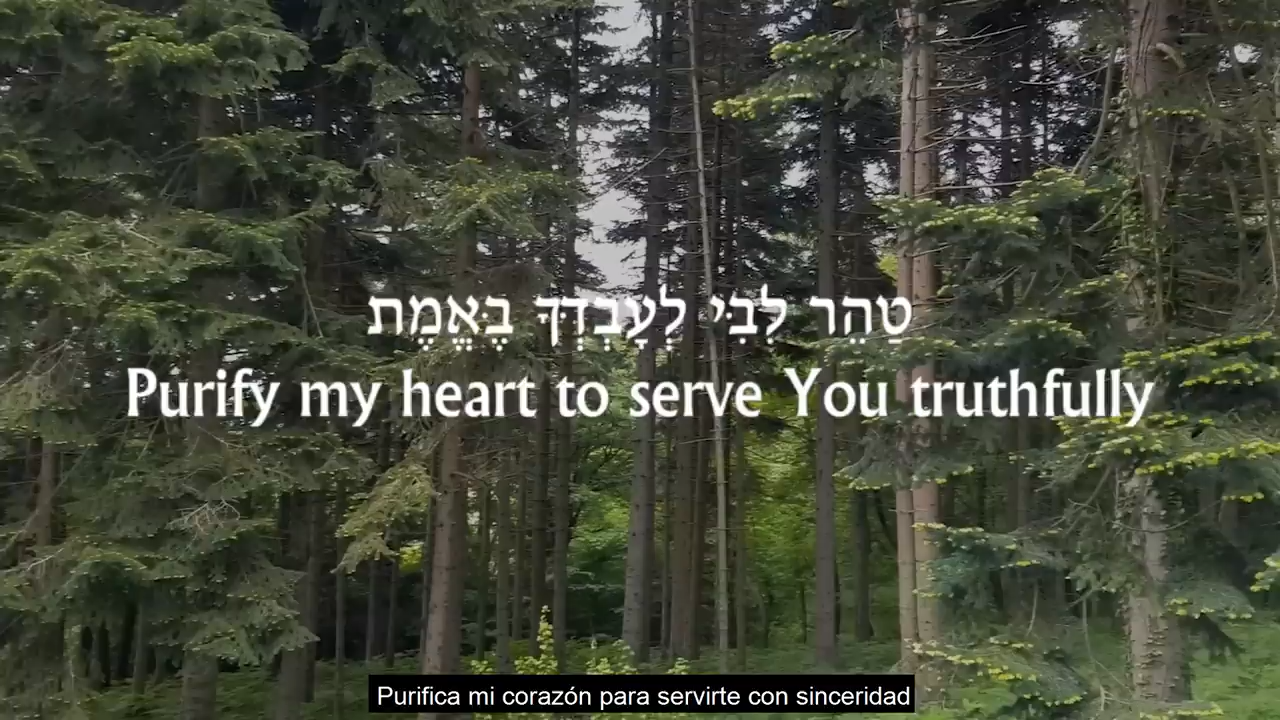 טַהֵר לִבִּי לְעָבְדְּךָ בֶּאֱמֶת
Purify my heart to serve You truthfully
Purifica mi corazón para servirte con sinceridad